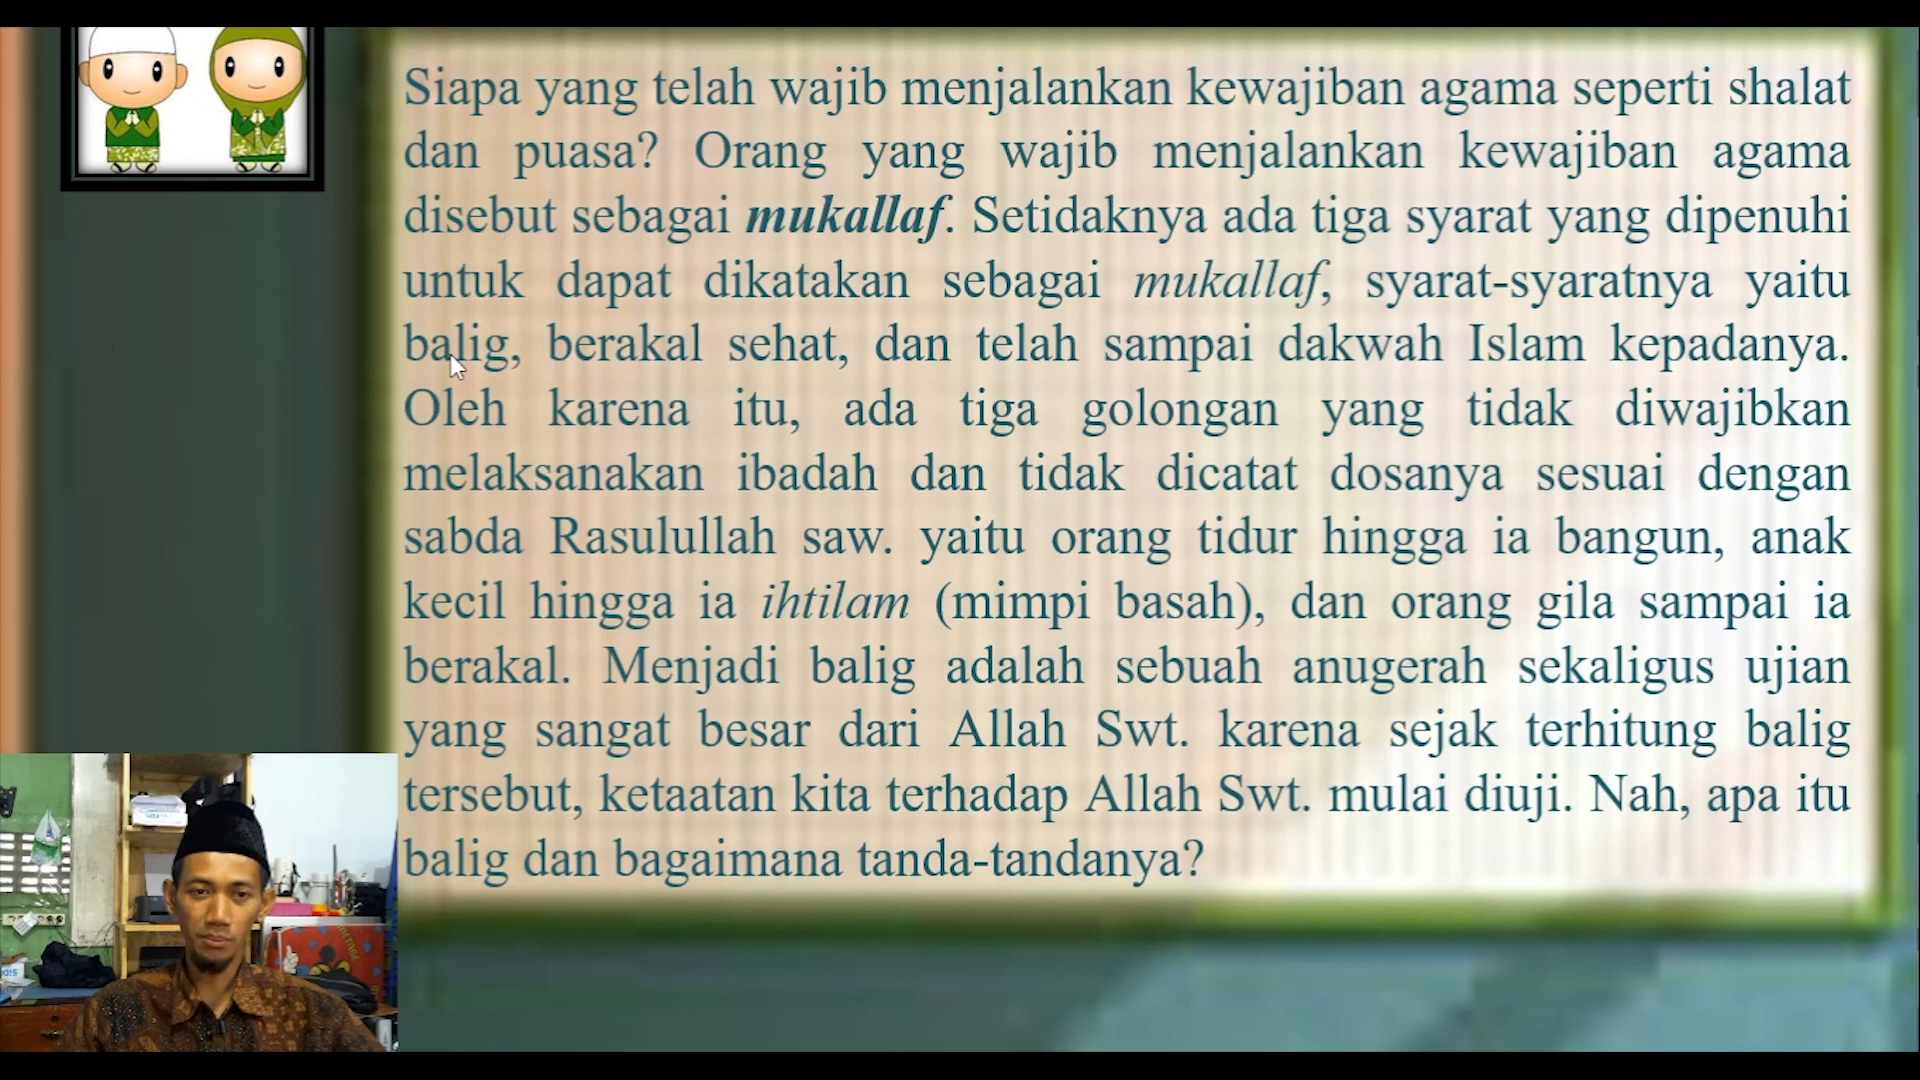 Siapa yang telah wajib menjalankan kewajiban agama seperti shalat
dan puasa? Orang yang wajib menjalankan kewajiban agama
disebut sebagai mukallaf. Setidaknya ada tiga syarat yang dipenuhi
untuk dapat dikatakan sebagai mukallaf, syarat-syaratnya yaitu
balig, berakal sehat, dan telah sampai dakwah Islam kepadanya.
Oleh karena itu, ada tiga golongan yang tidak diwajibkan
melaksanakan ibadah dan tidak dicatat dosanya sesuai dengan
sabda Rasulullah saw. yaitu orang tidur hingga ia bangun, anak
kecil hingga ia ihtilam (mimpi basah), dan orang gila sampai ia
berakal. Menjadi balig adalah sebuah anugerah sekaligus ujian
yang sangat besar dari Allah Swt. karena sejak terhitung balig
tersebut, ketaatan kita terhadap Allah Swt. mulai diuji. Nah, apa itu
balig dan bagaimana tanda-tandanya?